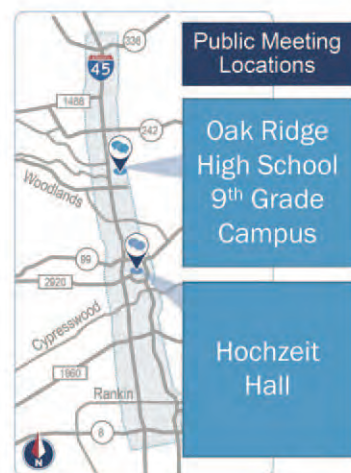 336
45
1488
242
Woodlands
99
2920
Cypresswood
1960
Rankin
8
N
Public Meeting
Locations
Oak Ridge
High School
9th Grade
Campus
Hochzeit
Hall